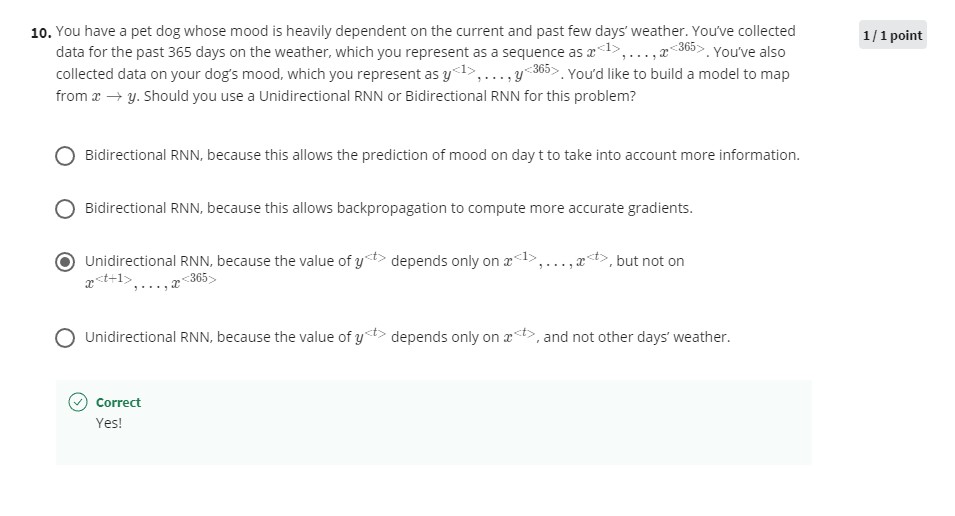 10. You have a pet dog whose mood is heavily dependent on the current and past few days' weather. You've collected
1 / 1 point
data for the past 365 days on the weather, which you represent as a sequence as x^{<1>}, . . . , x^{<365>}. You've also
collected data on your dog's mood, which you represent as y^{<1>}, . . . , y^{<365>}. You'd like to build a model to map
from x → y. Should you use a Unidirectional RNN or Bidirectional RNN for this problem?
Bidirectional RNN, because this allows the prediction of mood on day t to take into account more information.
Bidirectional RNN, because this allows backpropagation to compute more accurate gradients.
Unidirectional RNN, because the value of y^{<t>} depends only on x^{<1>}, . . . , x^{<t>}, but not on
x^{<t+1>}, . . . , x^{<365>}
Unidirectional RNN, because the value of y^{<t>} depends only on x^{<t>}, and not other days' weather.
Correct
Yes!